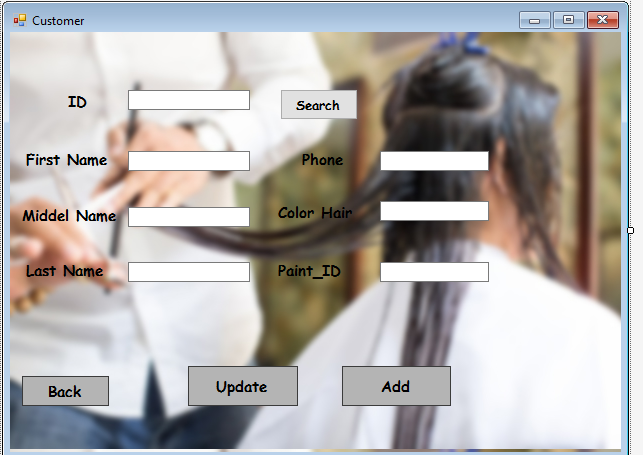 Customer
ID
Search
First Name
Phone
Middel Name
Color Hair
Last Name
Paint_ID
Back
Update
Add